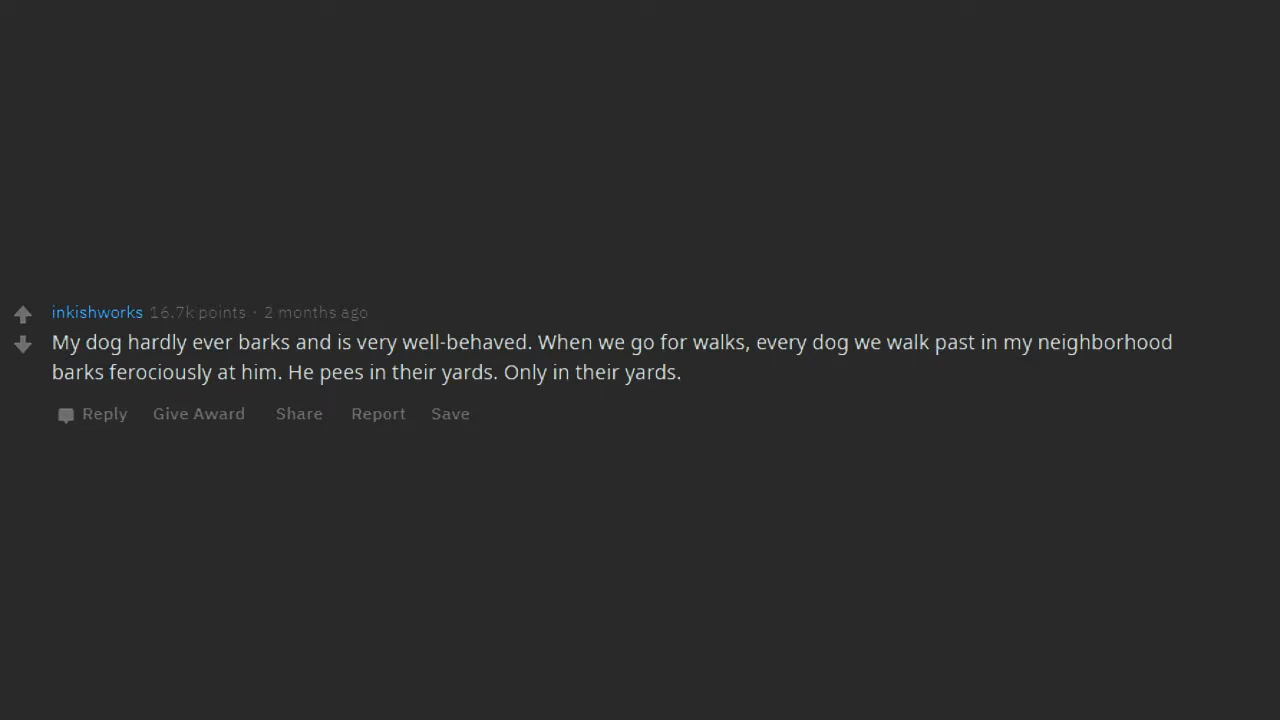 inkishworks 16.7k points · 2 months ago
My dog hardly ever barks and is very well-behaved. When we go for walks, every dog we walk past in my neighborhood
barks ferociously at him. He pees in their yards. Only in their yards.
Reply Give Award Share Report Save